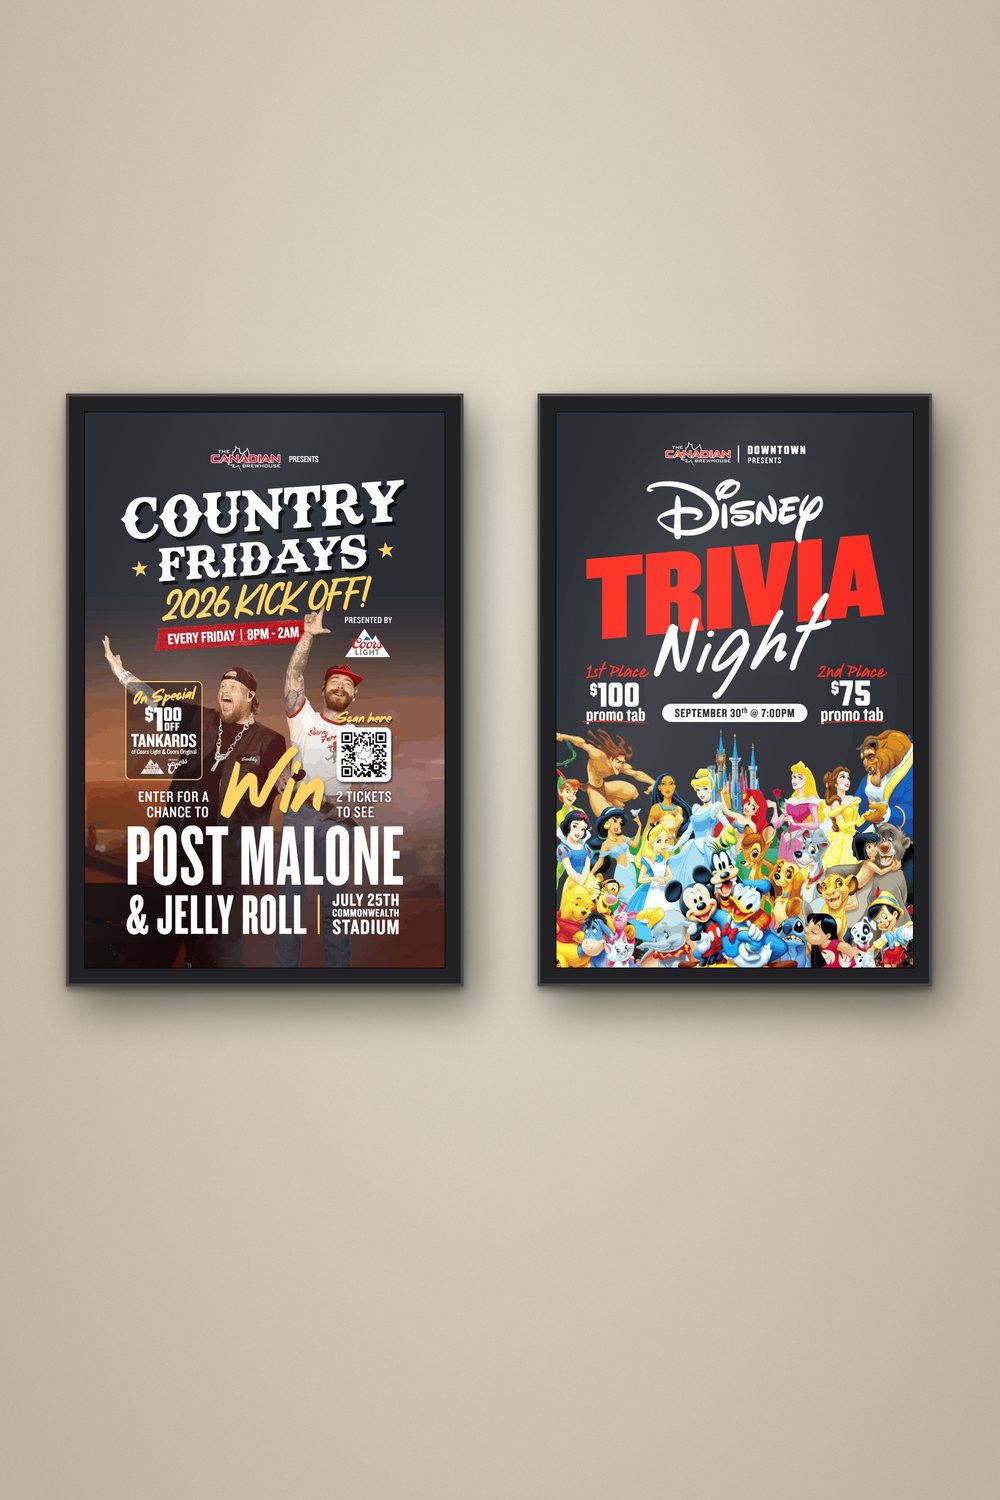 THE
CANADIAN
BREWHOUSE
PRESENTS
COUNTRY
FRIDAYS
2026 KICK OFF!
EVERY FRIDAY | 8PM - 2AM
PRESENTED BY
Coors
LIGHT
On Special
$1.00
OFF
TANKARDS
of Coors Light & Coors Original
Coors
Scan here
ENTER FOR A
CHANCE TO
Win
2 TICKETS
TO SEE
POST MALONE
& JELLY ROLL
JULY 25TH
COMMONWEALTH
STADIUM
THE
CANADIAN
BREWHOUSE
DOWNTOWN
PRESENTS
Disney
TRIVIA
Night
1st Place
$100
promo tab
2nd Place
$75
promo tab
SEPTEMBER 30th @ 7:00PM